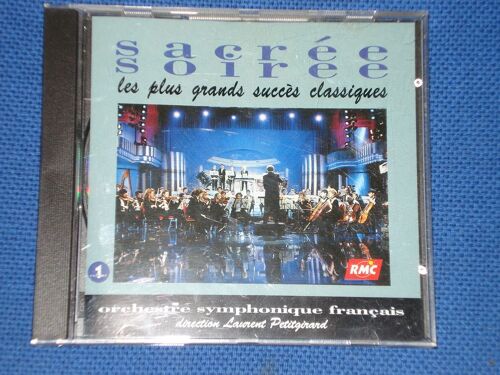 sacrée
soirée
les plus grands succès classiques
1
RMC
orchestre symphonique français
direction Laurent Petitgirard